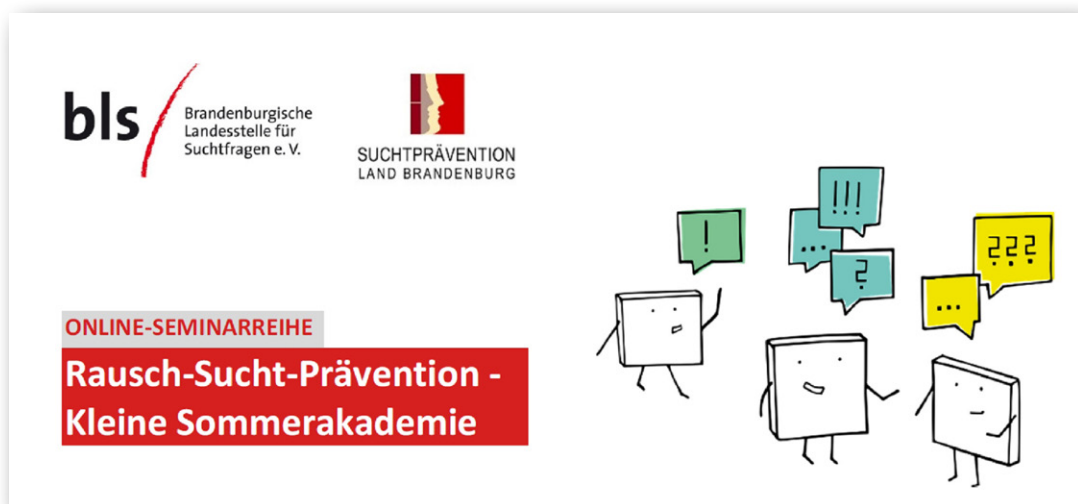 bls
Brandenburgische
Landesstelle für
Suchtfragen e. V.
SUCHTPRÄVENTION
LAND BRANDENBURG
!
...
!!!
?
...
???
ONLINE-SEMINARREIHE
Rausch-Sucht-Prävention -
Kleine Sommerakademie